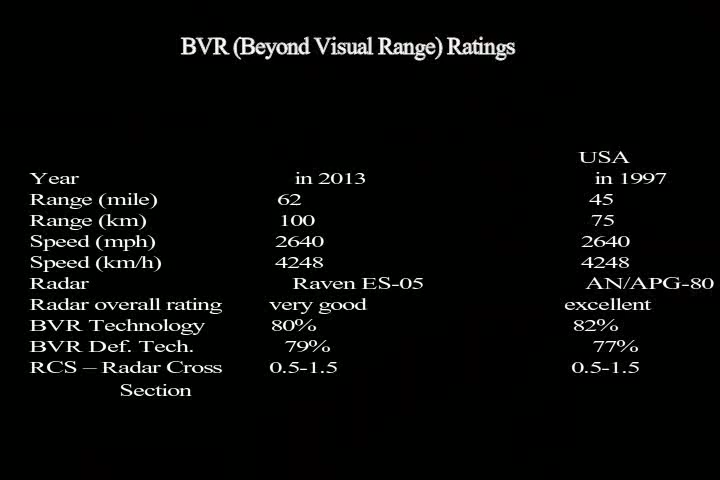 BVR (Beyond Visual Range) Ratings
USA
Year in 2013 in 1997
Range (mile) 62 45
Range (km) 100 75
Speed (mph) 2640 2640
Speed (km/h) 4248 4248
Radar Raven ES-05 AN/APG-80
Radar overall rating very good excellent
BVR Technology 80% 82%
BVR Def. Tech. 79% 77%
RCS – Radar Cross 0.5-1.5 0.5-1.5
Section